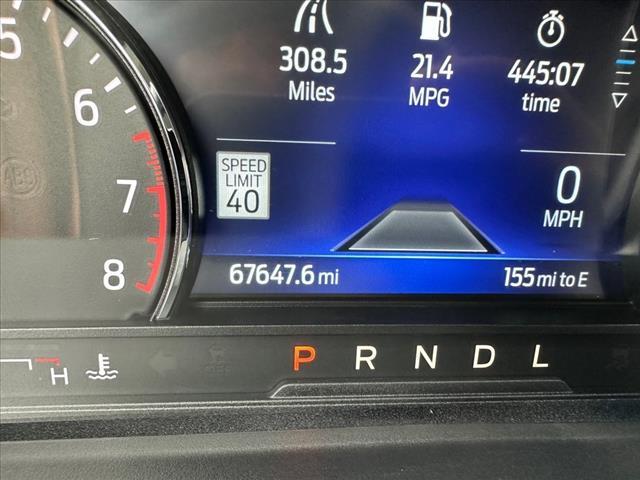 308.5 21.4 445:07
Miles MPG time
5
6
7
8
SPEED
LIMIT
40
0
MPH
67647.6 mi 155 mi to E
H P R N D L
ABS